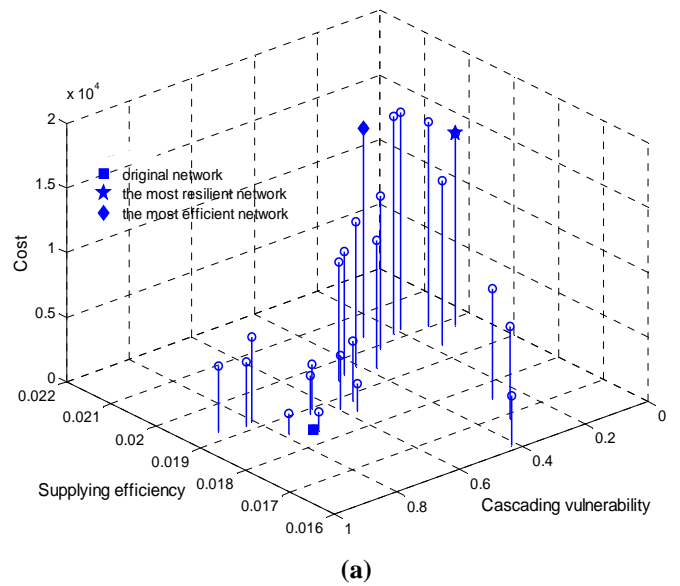 x 10^4
2
1.5
1
0.5
0
Cost
original network
the most resilient network
the most efficient network
0.022
0.021
0.02
0.019
0.018
0.017
0.016
Supplying efficiency
1
0.8
0.6
0.4
0.2
0
Cascading vulnerability
(a)